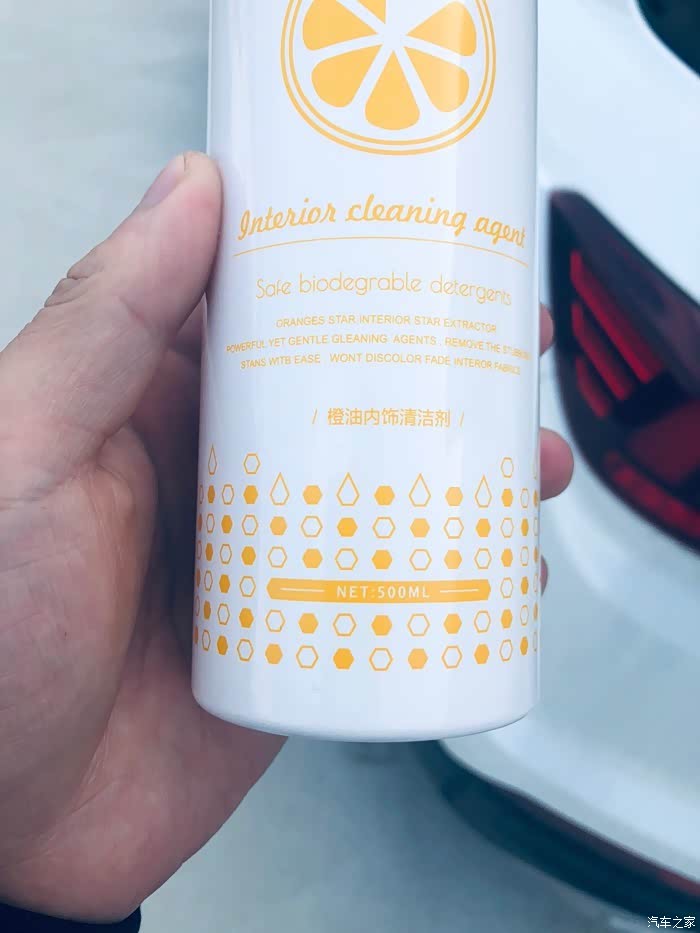 Interior cleaning agent
Safe biodegrable detergents
ORANGES STAR INTERIOR STAR EXTRACTOR
POWERFUL.YET GENTLE GLEANING AGENTS . REMOVE THE STUBBORN
STANS WITB EASE WONT DISCOLOR FADE INTEROR FABRICS
/ 橙油内饰清洁剂 /
NET:500ML
汽车之家